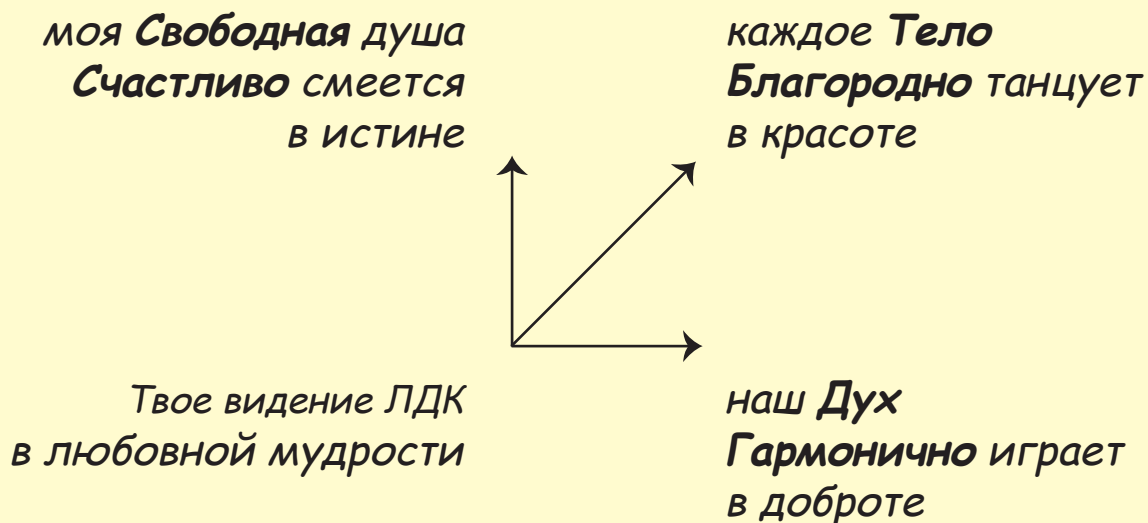 моя Свободная душа
Счастливо смеется
в истине
каждое Тело
Благородно танцует
в красоте
Твое видение ЛДК
в любовной мудрости
наш Дух
Гармонично играет
в доброте